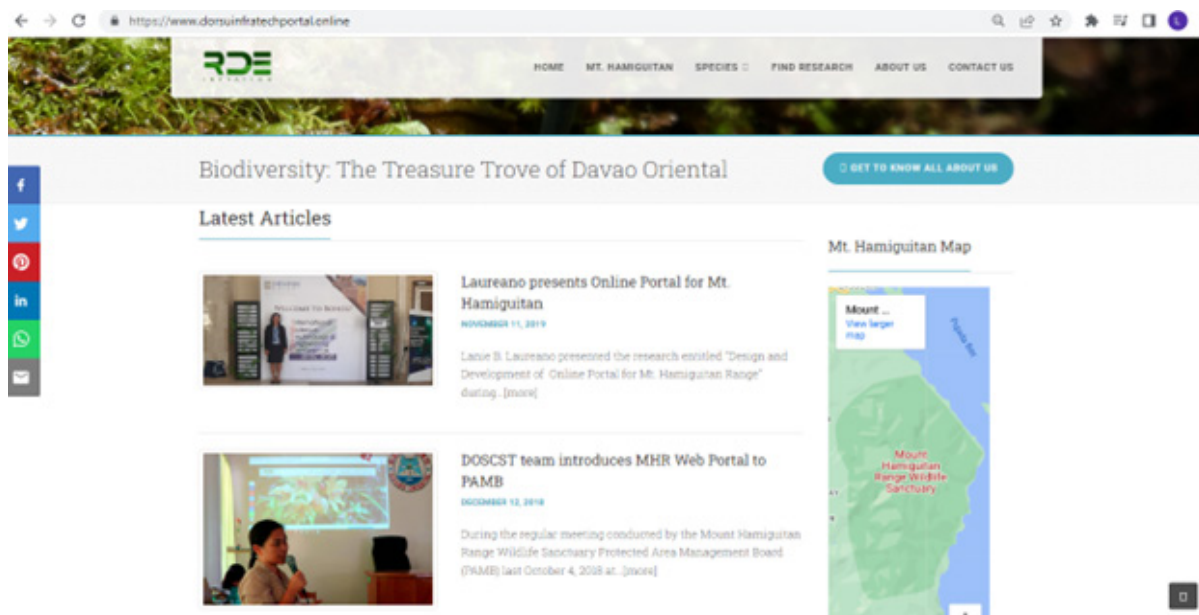 https://www.dorsuinfratechportal.online
RDE
HOME MT. HAMIGUITAN SPECIES FIND RESEARCH ABOUT US CONTACT US
Biodiversity: The Treasure Trove of Davao Oriental
GET TO KNOW ALL ABOUT US
Latest Articles
Laureano presents Online Portal for Mt.
Hamiguitan
NOVEMBER 11, 2019
Lanie B. Laureano presented the research entitled "Design and
Development of Online Portal for Mt. Hamiguitan Range"
during...[more]
DOSCST team introduces MHR Web Portal to
PAMB
DECEMBER 12, 2018
During the regular meeting conducted by the Mount Hamiguitan
Range Wildlife Sanctuary Protected Area Management Board
(PAMB) last October 4, 2018 at...[more]
Mt. Hamiguitan Map
Mount ...
View larger
map
Pujada Bay
Mount
Hamiguitan
Range Wildlife
Sanctuary